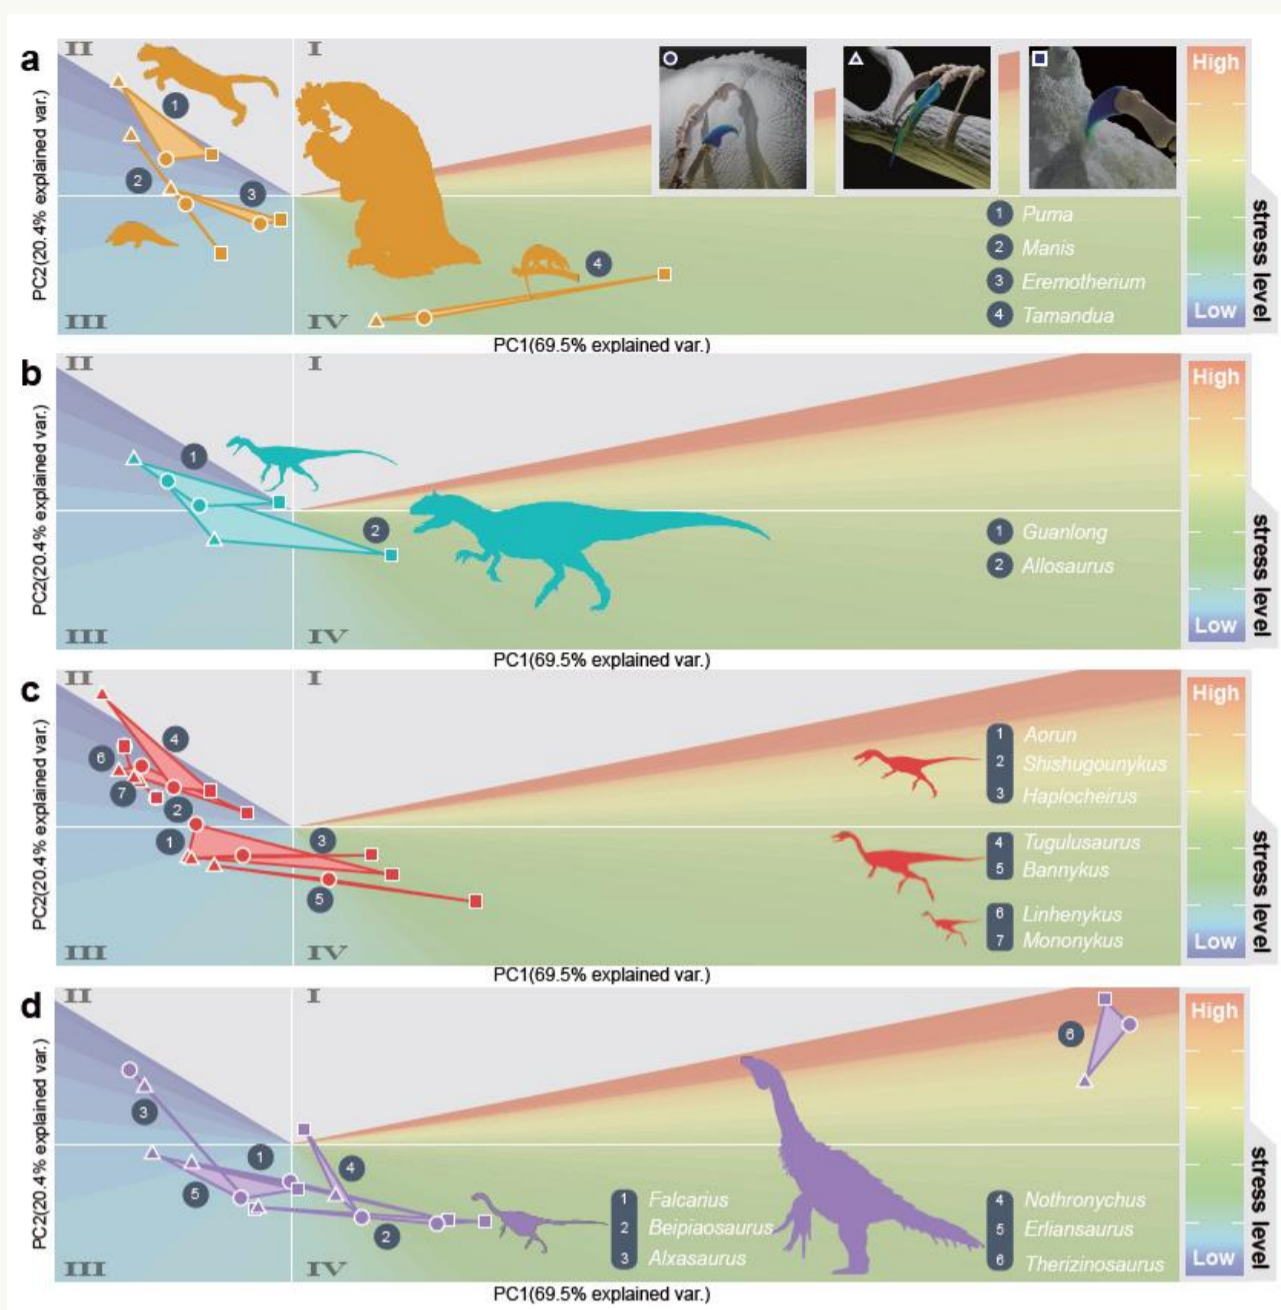 a
II
I
High
1
2
3
PC2(20.4% explained var.)
4
1 Puma
2 Manis
3 Eremotherium
4 Tamandua
stress level
Low
III
IV
PC1(69.5% explained var.)
b
II
I
High
1
2
PC2(20.4% explained var.)
1 Guanlong
2 Allosaurus
stress level
Low
III
IV
PC1(69.5% explained var.)
c
II
I
High
4
6
7
2
1
3
5
PC2(20.4% explained var.)
1 Aorun
2 Shishugounykus
3 Haplocheirus
4 Tugulusaurus
5 Bannykus
6 Linhenykus
7 Mononykus
stress level
Low
III
IV
PC1(69.5% explained var.)
d
II
I
High
6
3
1
4
5
2
PC2(20.4% explained var.)
1 Falcarius
2 Beipiaosaurus
3 Alxasaurus
4 Nothronychus
5 Erliansaurus
6 Therizinosaurus
stress level
Low
III
IV
PC1(69.5% explained var.)